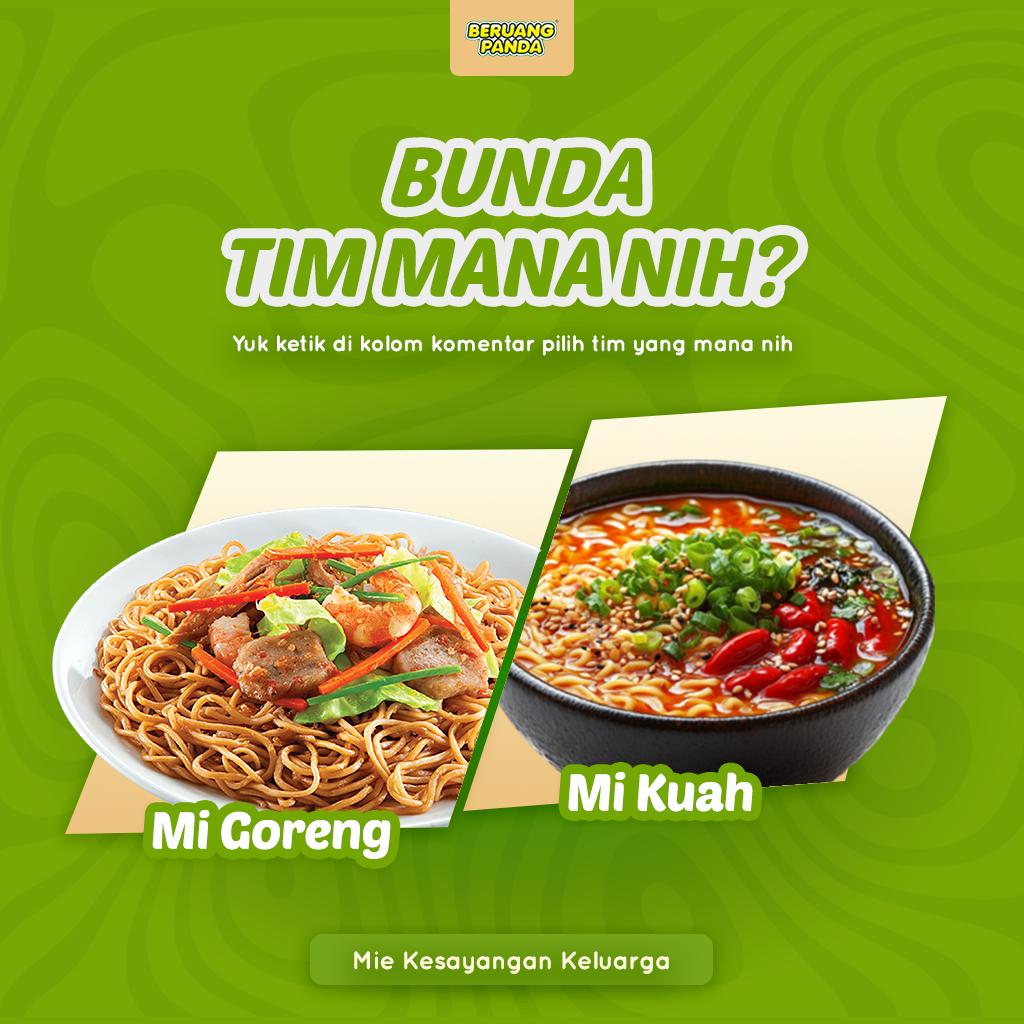 BERUANG
PANDA
BUNDA
TIM MANA NIH?
Yuk ketik di kolom komentar pilih tim yang mana nih
Mi Goreng
Mi Kuah
Mie Kesayangan Keluarga